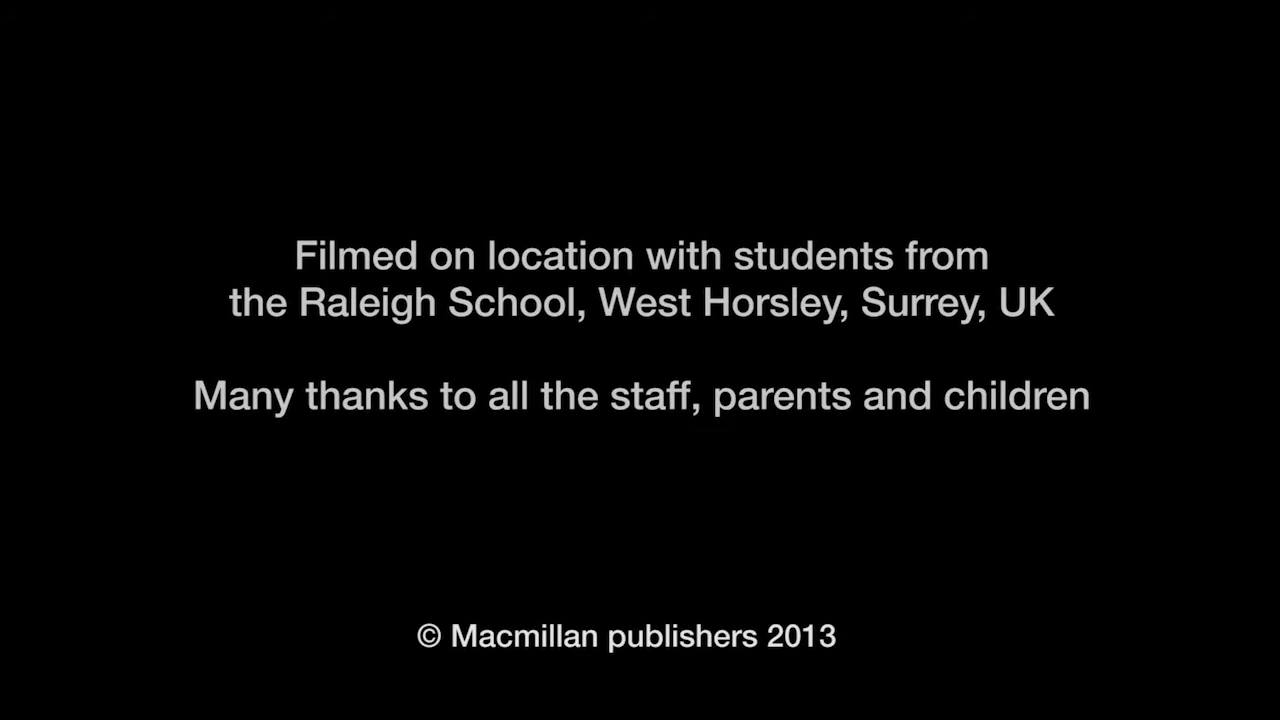 Filmed on location with students from
the Raleigh School, West Horsley, Surrey, UK
Many thanks to all the staff, parents and children
© Macmillan publishers 2013